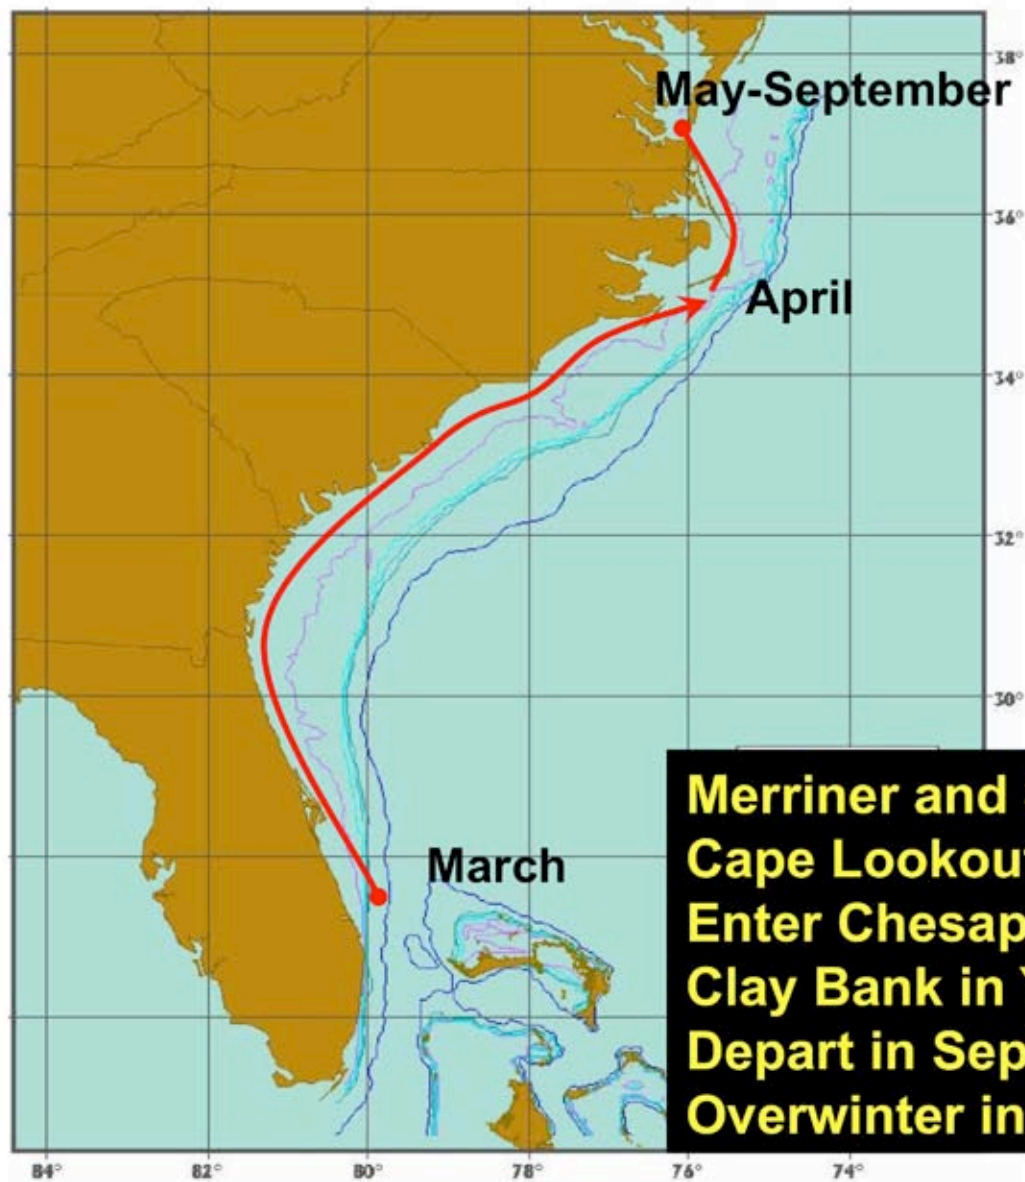 May-September
38°
36°
April
34°
32°
30°
March
Merriner and
Cape Lookout
Enter Chesap
Clay Bank in
Depart in Sep
Overwinter in
84° 82° 80° 78° 76° 74°